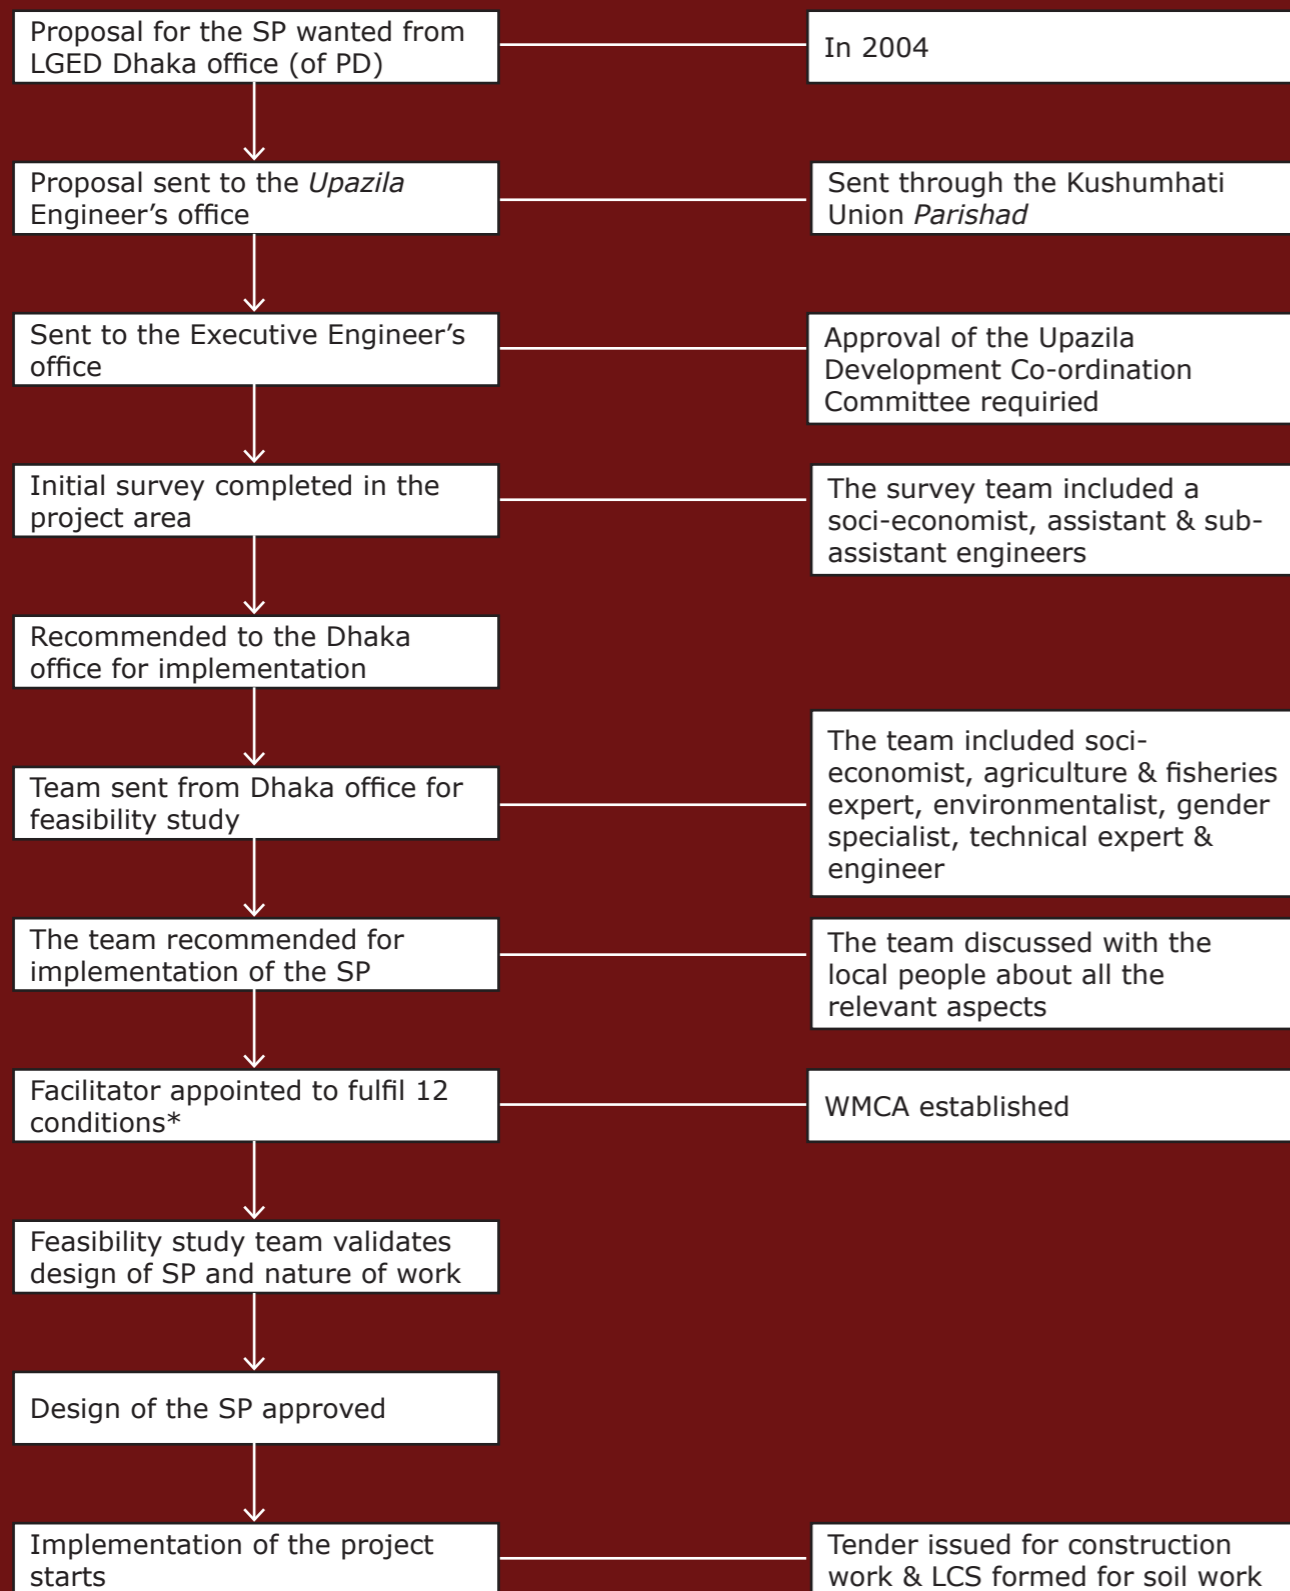 Proposal for the SP wanted from
LGED Dhaka office (of PD)
In 2004
Proposal sent to the Upazila
Engineer’s office
Sent through the Kushumhati
Union Parishad
Sent to the Executive Engineer’s
office
Approval of the Upazila
Development Co-ordination
Committee requiried
Initial survey completed in the
project area
The survey team included a
soci-economist, assistant & sub-
assistant engineers
Recommended to the Dhaka
office for implementation
Team sent from Dhaka office for
feasibility study
The team included soci-
economist, agriculture & fisheries
expert, environmentalist, gender
specialist, technical expert &
engineer
The team recommended for
implementation of the SP
The team discussed with the
local people about all the
relevant aspects
Facilitator appointed to fulfil 12
conditions*
WMCA established
Feasibility study team validates
design of SP and nature of work
Design of the SP approved
Implementation of the project
starts
Tender issued for construction
work & LCS formed for soil work